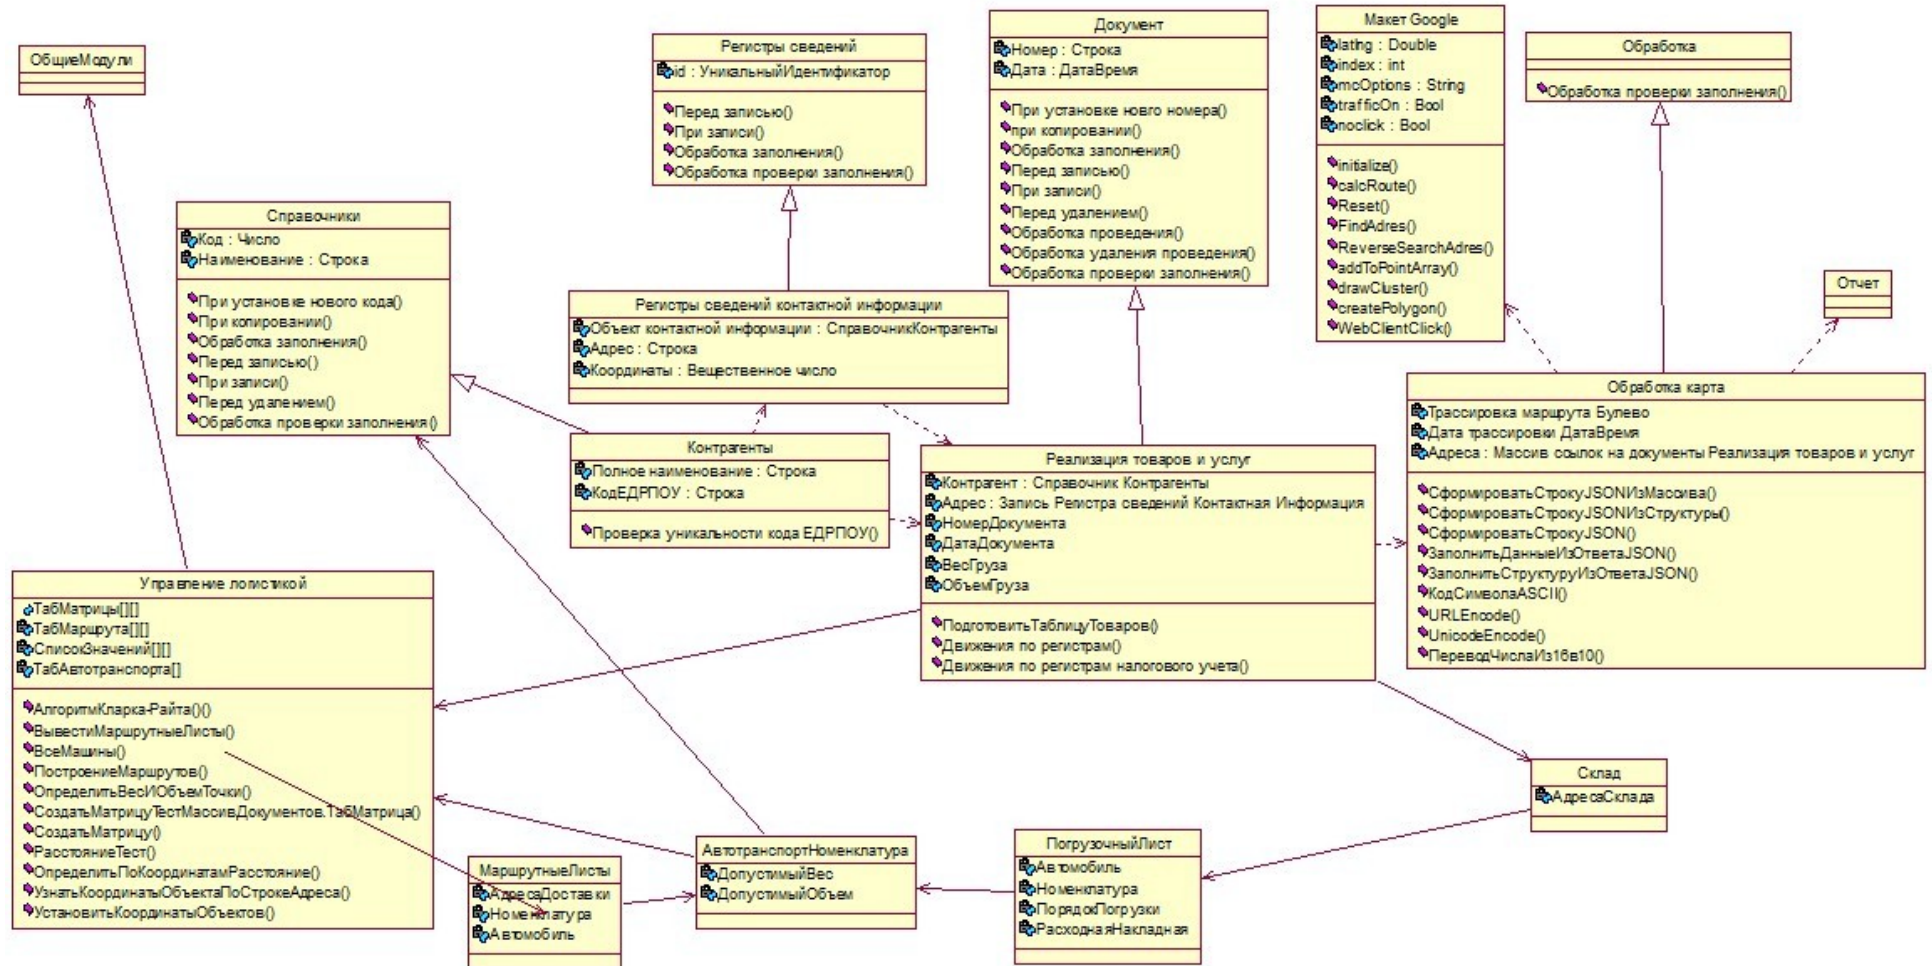 ОбщиеМодули
Регистры сведений
id : УникальныйИдентификатор
Перед записью()
При записи()
Обработка заполнения()
Обработка проверки заполнения()
Документ
Номер : Строка
Дата : ДатаВремя
При установке новго номера()
при копировании()
Обработка заполнения()
Перед записью()
При записи()
Перед удалением()
Обработка проведения()
Обработка удаления проведения()
Обработка проверки заполнения()
Макет Google
latlng : Double
index : int
mcOptions : String
trafficOn : Bool
noclick : Bool
initialize()
calcRoute()
Reset()
FindAdres()
ReverseSearchAdres()
addToPointArray()
drawCluster()
createPolygon()
WebClientClick()
Обработка
Обработка проверки заполнения()
Отчет
Справочники
Код : Число
Наименование : Строка
При установке нового кода()
При копировании()
Обработка заполнения()
Перед записью()
При записи()
Перед удалением()
Обработка проверки заполнения()
Регистры сведений контактной информации
Объект контактной информации : СправочникКонтрагенты
Адрес : Строка
Координаты : Вещественное число
Контрагенты
Полное наименование : Строка
КодЕДРПОУ : Строка
Проверка уникальности кода ЕДРПОУ()
Реализация товаров и услуг
Контрагент : Справочник Контрагенты
Адрес : Запись Регистра сведений Контактная Информация
НомерДокумента
ДатаДокумента
ВесГруза
ОбъемГруза
ПодготовитьТаблицуТоваров()
Движения по регистрам()
Движения по регистрам налогового учета()
Обработка карта
Трассировка маршрута Булево
Дата трассировки ДатаВремя
Адреса : Массив ссылок на документы Реализация товаров и услуг
СформироватьСтрокуJSONИзМассива()
СформироватьСтрокуJSONИзСтруктуры()
СформироватьСтрокуJSON()
ЗаполнитьДанныеИзОтветаJSON()
ЗаполнитьСтруктуруИзОтветаJSON()
КодСимволаASCII()
URLEncode()
UnicodeEncode()
ПереводЧислаИз16в10()
Управление логистикой
ТабМатрицы[][]
ТабМаршрута[][]
СписокЗначений[][]
ТабАвтотранспорта[]
АлгоритмКларка-Райта()()
ВывестиМаршрутныеЛисты()
ВсеМашины()
ПостроениеМаршрутов()
ОпределитьВесИОбъемТочки()
СоздатьМатрицуТестМассивДокументов.ТабМатрица()
СоздатьМатрицу()
РасстояниеТест()
ОпределитьПоКоординатамРасстояние()
УзнатьКоординатыОбъектаПоСтрокеАдреса()
УстановитьКоординатыОбъектов()
МаршрутныеЛисты
АдресаДоставки
Номенклатура
Автомобиль
АвтотранспортНоменклатура
ДопустимыйВес
ДопустимыйОбъем
ПогрузочныйЛист
Автомобиль
Номенклатура
ПорядокПогрузки
РасходнаяНакладная
Склад
АдресаСклада